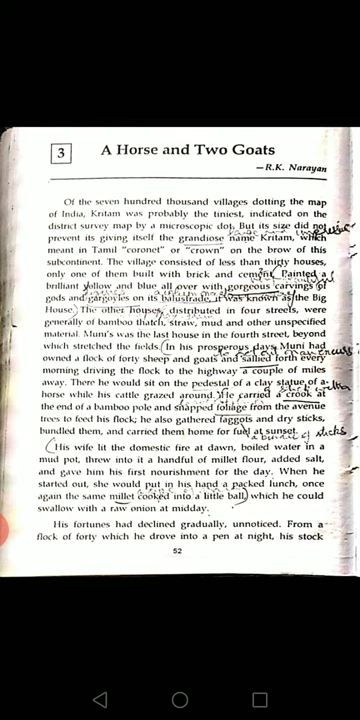 3
A Horse and Two Goats
—R.K. Narayan
Of the seven hundred thousand villages dotting the map
of India, Kritam was probably the tiniest, indicated on
the district survey map by a microscopic dot. But its size did not
prevent its giving itself the grandiose name Kritam, which
meant in Tamil "coronet" or "crown" on the brow of this
subcontinent. The village consisted of less than thirty houses,
only one of them built with brick and cement. Painted a
brilliant yellow and blue all over with gorgeous carvings of
gods and gargoyles on its balustrade, it was known as the Big
House. The other houses, distributed in four streets, were
generally of bamboo thatch, straw, mud and other unspecified
material. Muni's was the last house in the fourth street, beyond
which stretched the fields. In his prosperous days Muni had
owned a flock of forty sheep and goats and sallied forth every
morning driving the flock to the highway a couple of miles
away. There he would sit on the pedestal of a clay statue of a
of stick with a
horse while his cattle grazed around. He carried a crook at
the end of a bamboo pole and snapped foliage from the avenue
trees to feed his flock; he also gathered faggots and dry sticks,
bundled them, and carried them home for fuel at sunset.
a bundle of sticks
His wife lit the domestic fire at dawn, boiled water in a
mud pot, threw into it a handful of millet flour, added salt,
and gave him his first nourishment for the day. When he
started out, she would put in his hand a packed lunch, once
again the same millet cooked into a little ball, which he could
swallow with a raw onion at midday.
His fortunes had declined gradually, unnoticed. From a
flock of forty which he drove into a pen at night, his stock
52